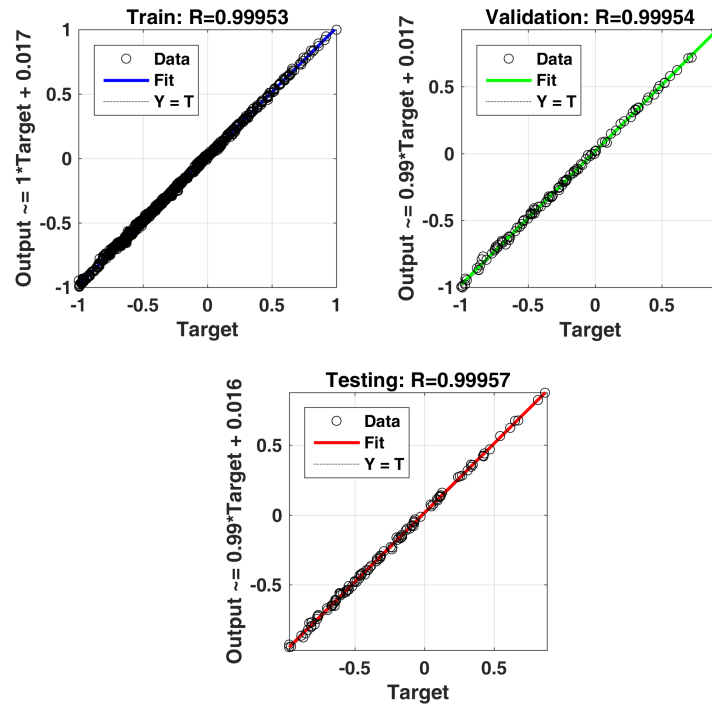 Train: R=0.99953
Output ~= 1*Target + 0.017
1
0.5
0
-0.5
-1
Data
Fit
Y = T
-1
-0.5
0
0.5
1
Target
Validation: R=0.99954
Output ~= 0.99*Target + 0.017
0.5
0
-0.5
-1
Data
Fit
Y = T
-1
-0.5
0
0.5
Target
Testing: R=0.99957
Output ~= 0.99*Target + 0.016
0.5
0
-0.5
Data
Fit
Y = T
-0.5
0
0.5
Target